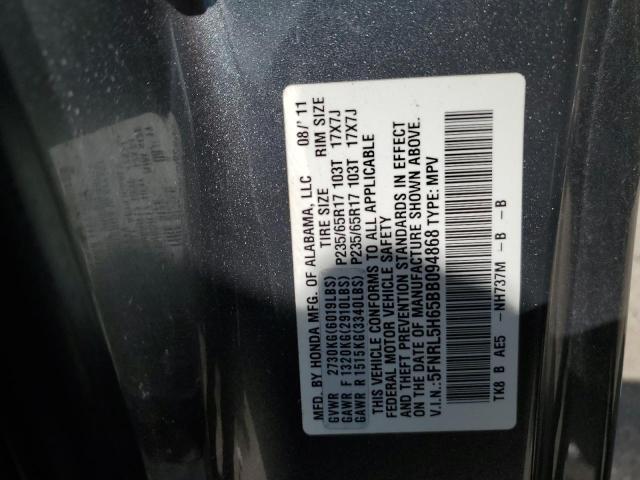 MFD. BY HONDA MFG. OF ALABAMA, LLC 08/'11
TIRE SIZE RIM SIZE
GVWR 2730KG(6019LBS)
GAWR F 1320KG(2910LBS) P235/65R17 103T 17X7J
GAWR R 1515KG(3340LBS) P235/65R17 103T 17X7J
THIS VEHICLE CONFORMS TO ALL APPLICABLE
FEDERAL MOTOR VEHICLE SAFETY
AND THEFT PREVENTION STANDARDS IN EFFECT
ON THE DATE OF MANUFACTURE SHOWN ABOVE.
V.I.N.:5FNRL5H65BB094868 TYPE: MPV
TK8 B AE5 -NH737M -B -B